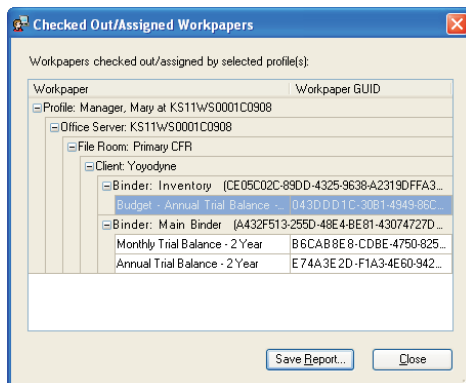 Checked Out/Assigned Workpapers
Workpapers checked out/assigned by selected profile(s):
Workpaper Workpaper GUID
Profile: Manager, Mary at KS11WS0001C0908
Office Server: KS11WS0001C0908
File Room: Primary CFR
Client: Yoyodyne
Binder: Inventory (CE05C02C-89DD-4325-9638-A2319DFFA3...
Budget - Annual Trial Balance -... 043DDD1C-30B1-4949-86C...
Binder: Main Binder (A432F513-255D-48E4-BE81-43074727D...
Monthly Trial Balance - 2 Year B6CAB8E8-CDBE-4750-825...
Annual Trial Balance - 2 Year E74A3E2D-F1A3-4E60-942...
Save Report... Close